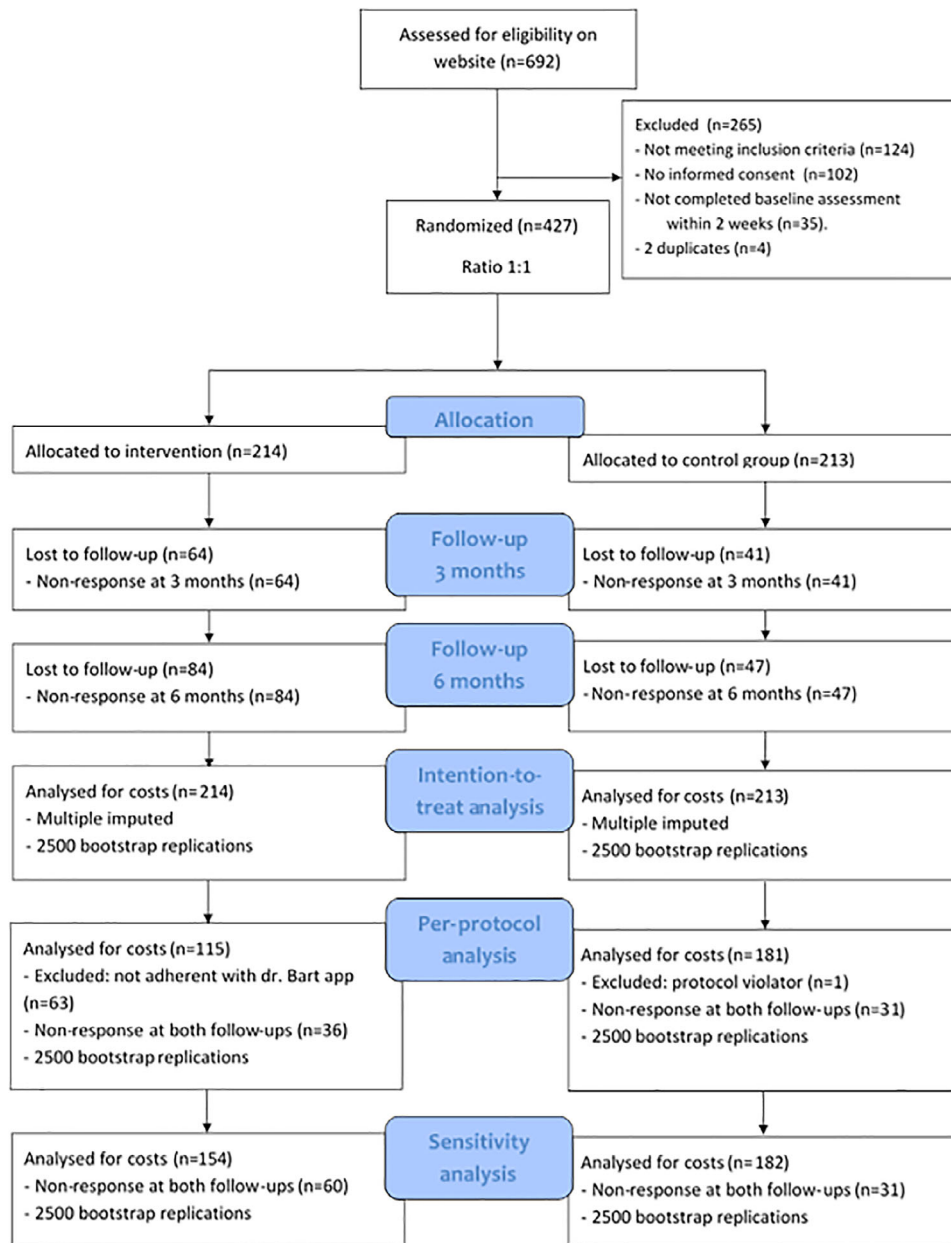 Assessed for eligibility on
website (n=692)
Excluded (n=265)
- Not meeting inclusion criteria (n=124)
- No informed consent (n=102)
- Not completed baseline assessment
within 2 weeks (n=35).
- 2 duplicates (n=4)
Randomized (n=427)
Ratio 1:1
Allocation
Allocated to intervention (n=214)
Allocated to control group (n=213)
Follow-up
3 months
Lost to follow-up (n=64)
- Non-response at 3 months (n=64)
Lost to follow-up (n=41)
- Non-response at 3 months (n=41)
Follow-up
6 months
Lost to follow-up (n=84)
- Non-response at 6 months (n=84)
Lost to follow-up (n=47)
- Non-response at 6 months (n=47)
Intention-to-
treat analysis
Analysed for costs (n=214)
- Multiple imputed
- 2500 bootstrap replications
Analysed for costs (n=213)
- Multiple imputed
- 2500 bootstrap replications
Per-protocol
analysis
Analysed for costs (n=115)
- Excluded: not adherent with dr. Bart app
(n=63)
- Non-response at both follow-ups (n=36)
- 2500 bootstrap replications
Analysed for costs (n=181)
- Excluded: protocol violator (n=1)
- Non-response at both follow-ups (n=31)
- 2500 bootstrap replications
Sensitivity
analysis
Analysed for costs (n=154)
- Non-response at both follow-ups (n=60)
- 2500 bootstrap replications
Analysed for costs (n=182)
- Non-response at both follow-ups (n=31)
- 2500 bootstrap replications